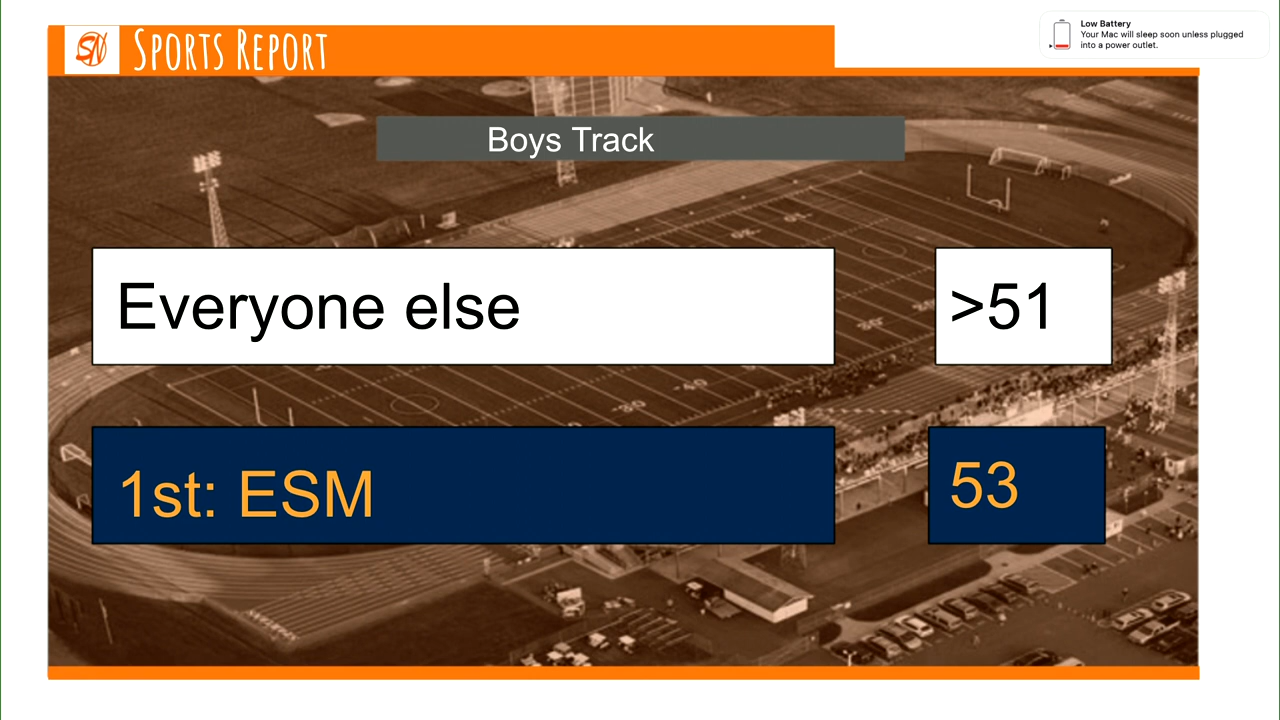 SN
Sports Report
Low Battery
Your Mac will sleep soon unless plugged
into a power outlet.
Boys Track
Everyone else
>51
1st: ESM
53